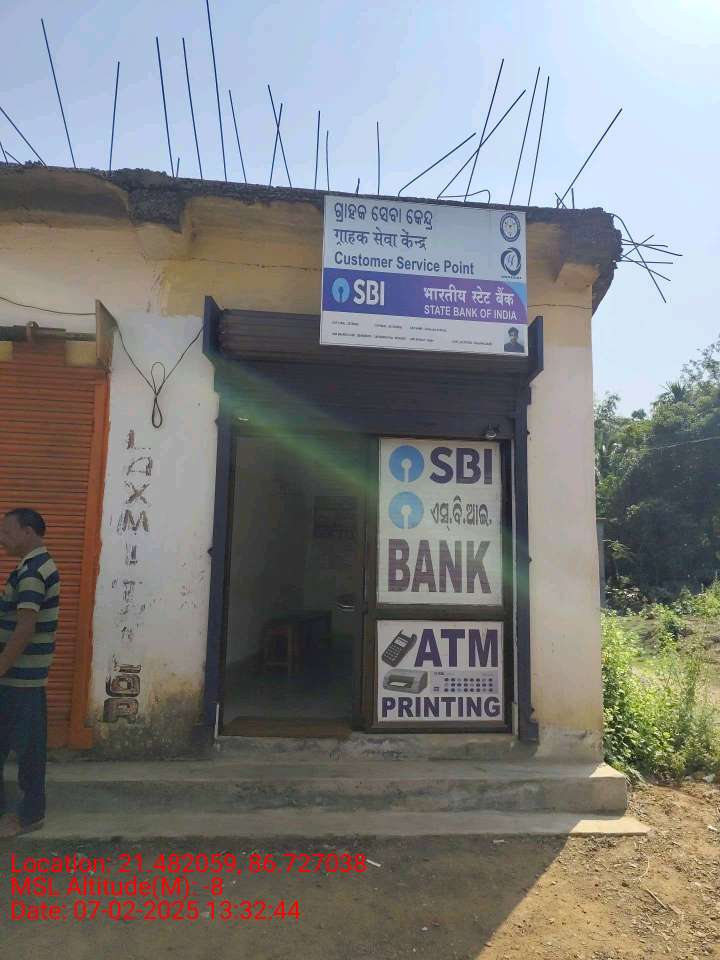 ଗ୍ରାହକ ସେବା କେନ୍ଦ୍ର
ग्राहक सेवा केंन्द्र
Customer Service Point
SBI
भारतीय स्टेट बैंक
STATE BANK OF INDIA
SBI
ଏସ୍.ବି.ଆଇ.
BANK
ATM
PRINTING
LAXMI
Location: 21.482059, 86.727038
MSL Altitude(M): -8
Date: 07-02-2025 13:32:44